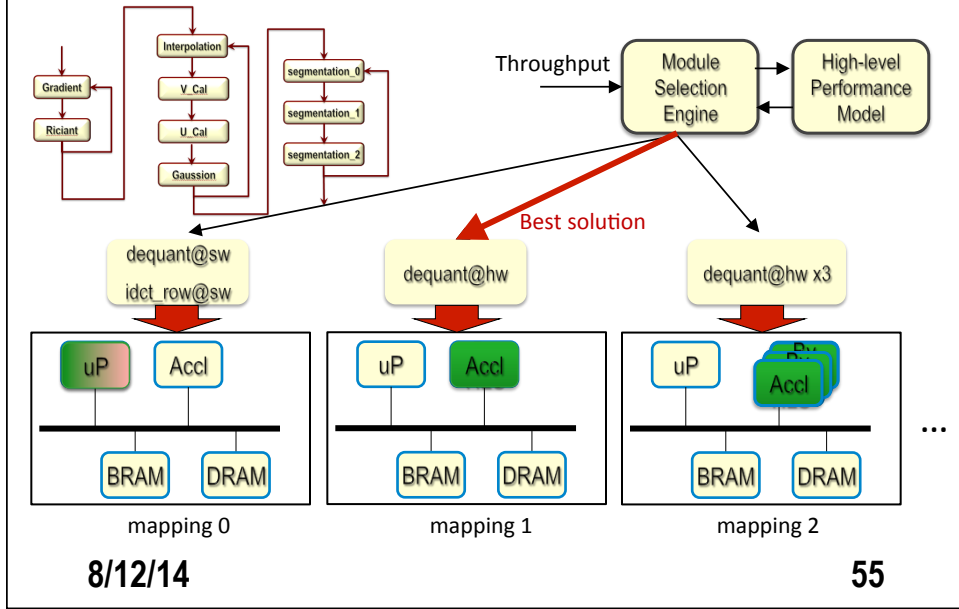 Gradient
Riciant
Interpolation
V_Cal
U_Cal
Gaussion
segmentation_0
segmentation_1
segmentation_2
Throughput
Module
Selection
Engine
High-level
Performance
Model
Best solution
dequant@sw
idct_row@sw
dequant@hw
dequant@hw x3
uP
Accl
BRAM
DRAM
mapping 0
uP
Accl
BRAM
DRAM
mapping 1
uP
Accl
BRAM
DRAM
mapping 2
...
8/12/14
55